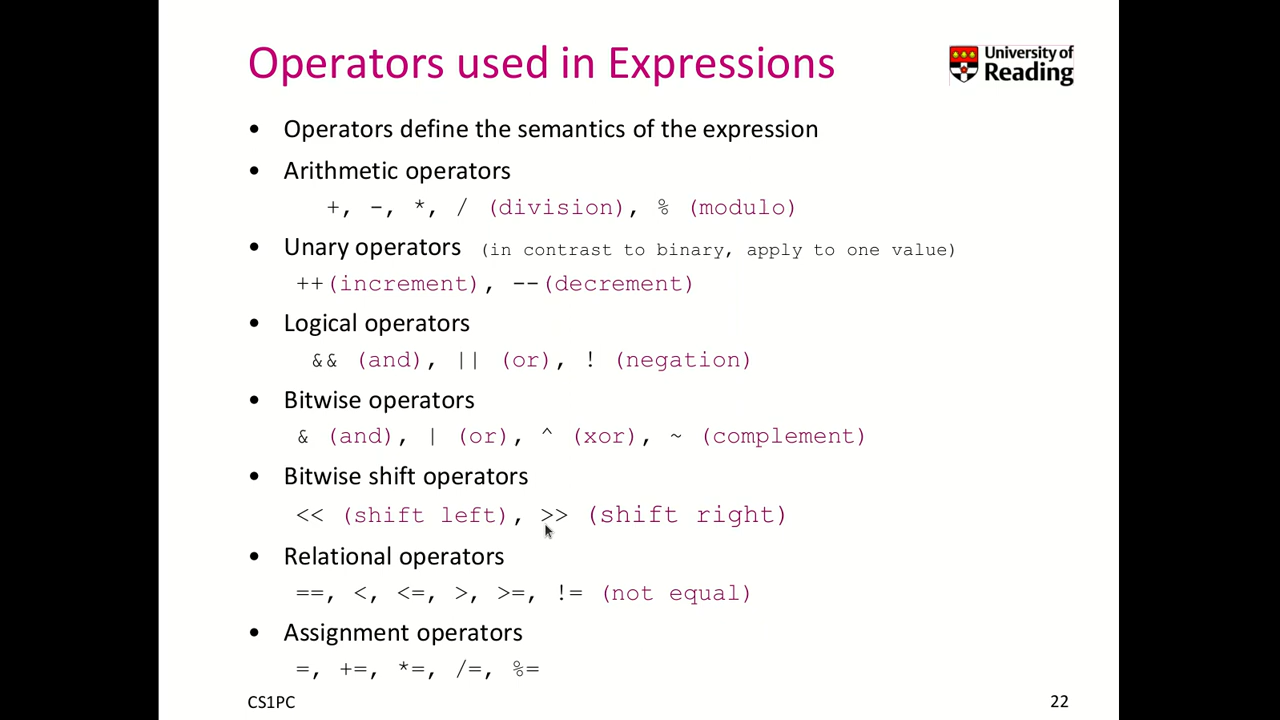 Operators used in Expressions
University of
Reading
• Operators define the semantics of the expression
• Arithmetic operators
+, -, *, / (division), % (modulo)
• Unary operators (in contrast to binary, apply to one value)
++(increment), --(decrement)
• Logical operators
&& (and), || (or), ! (negation)
• Bitwise operators
& (and), | (or), ^ (xor), ~ (complement)
• Bitwise shift operators
<< (shift left), >> (shift right)
• Relational operators
==, <, <=, >, >=, != (not equal)
• Assignment operators
=, +=, *=, /=, %=
CS1PC
22